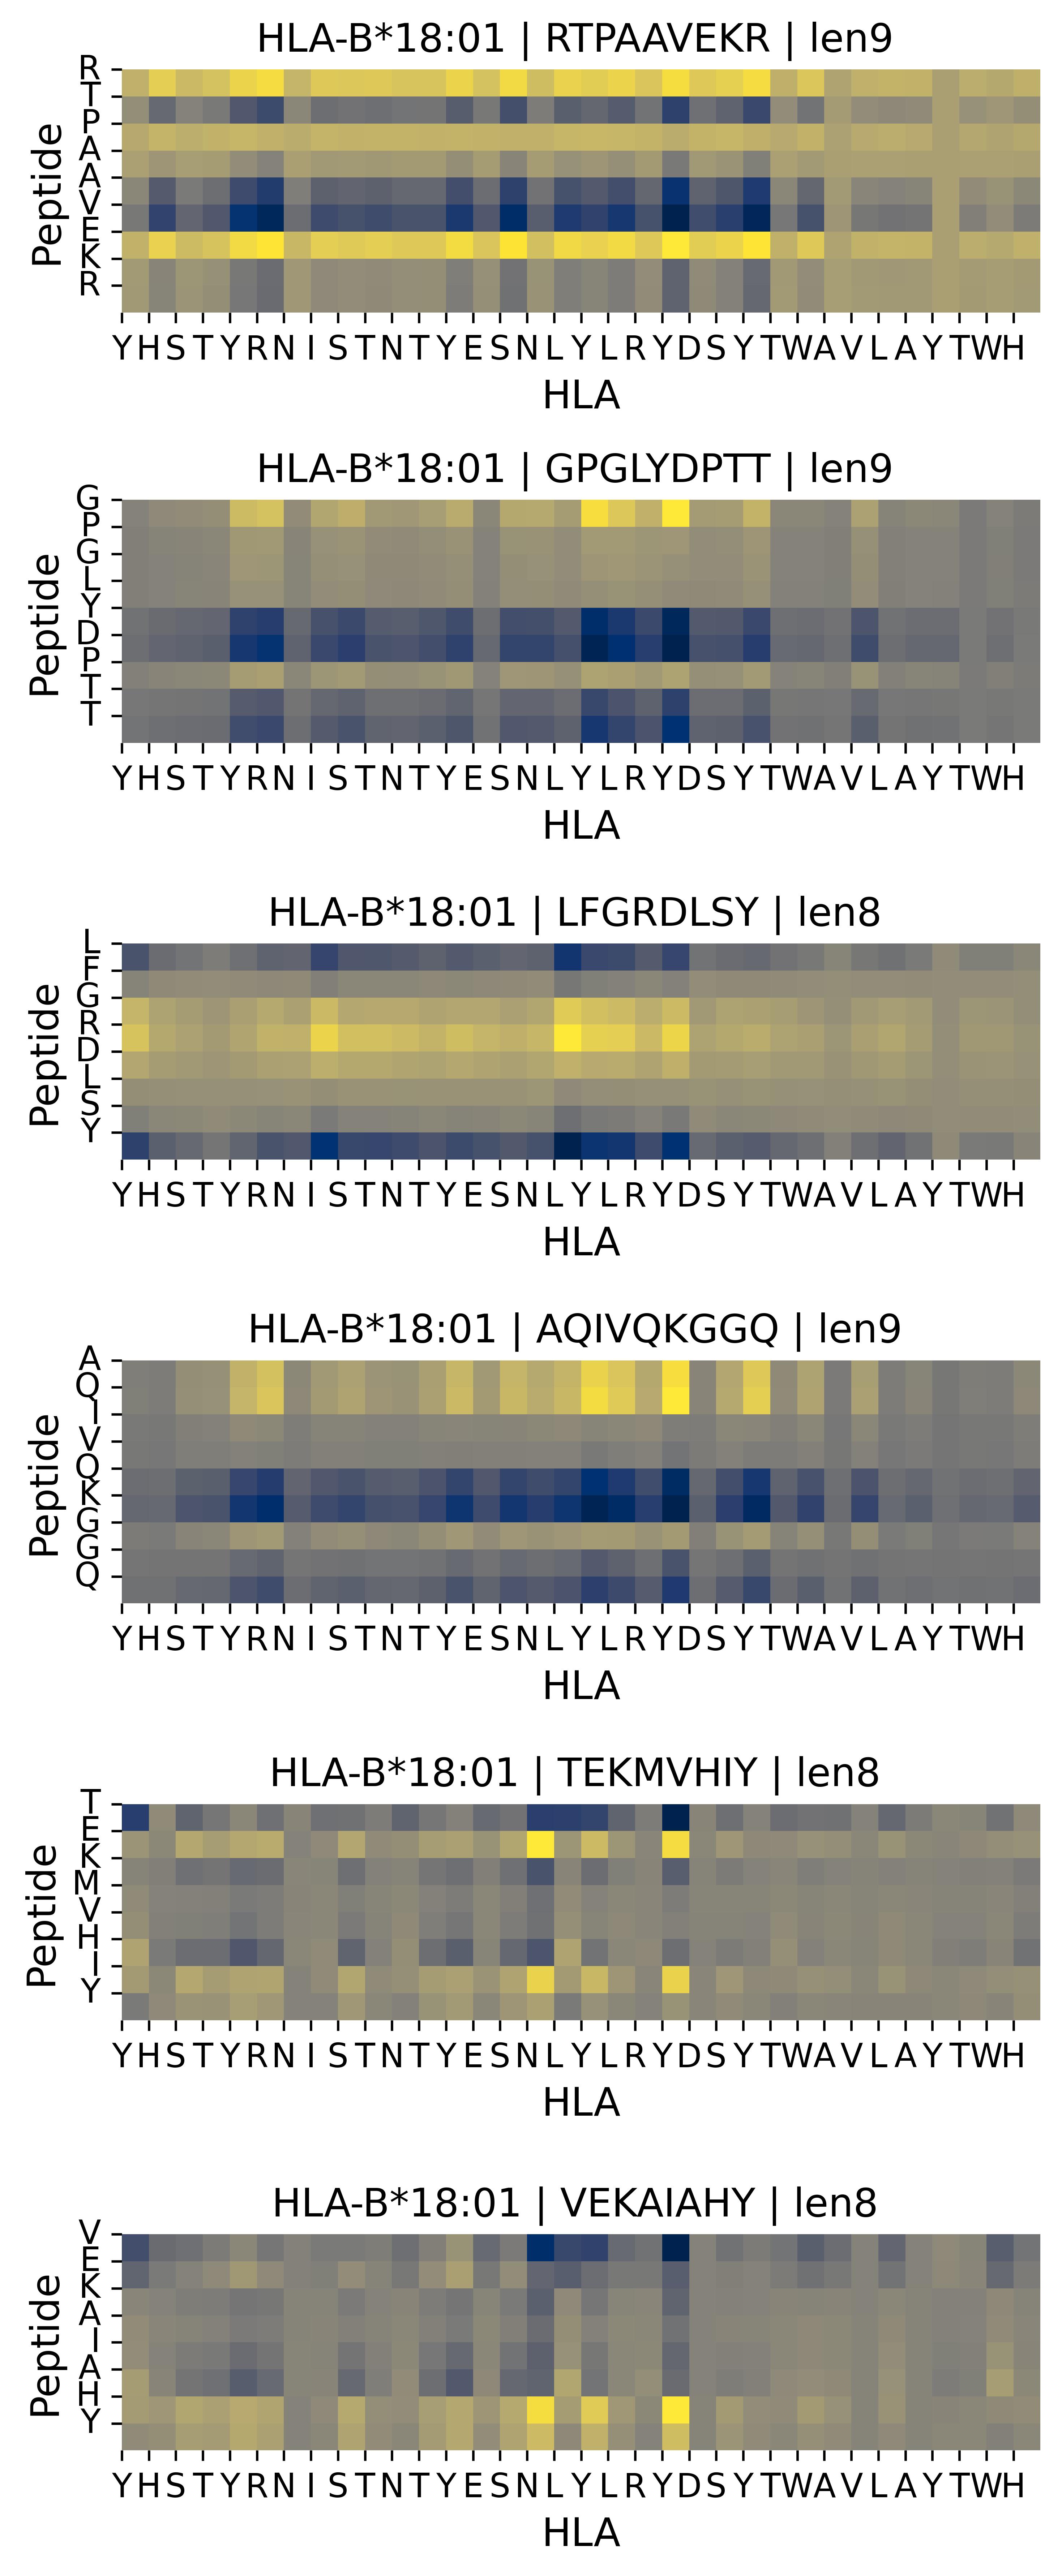 HLA-B*18:01 | RTPAAVEKR | len9
Peptide
R
T
P
A
A
V
E
K
R
Y H S T Y R N I S T N T Y E S N L Y L R Y D S Y T W A V L A Y T W H
HLA
HLA-B*18:01 | GPGLYDPTT | len9
Peptide
G
P
G
L
Y
D
P
T
T
Y H S T Y R N I S T N T Y E S N L Y L R Y D S Y T W A V L A Y T W H
HLA
HLA-B*18:01 | LFGRDLSY | len8
Peptide
L
F
G
R
D
L
S
Y
Y H S T Y R N I S T N T Y E S N L Y L R Y D S Y T W A V L A Y T W H
HLA
HLA-B*18:01 | AQIVQKGGQ | len9
Peptide
A
Q
I
V
Q
K
G
G
Q
Y H S T Y R N I S T N T Y E S N L Y L R Y D S Y T W A V L A Y T W H
HLA
HLA-B*18:01 | TEKMVHIY | len8
Peptide
T
E
K
M
V
H
I
Y
Y H S T Y R N I S T N T Y E S N L Y L R Y D S Y T W A V L A Y T W H
HLA
HLA-B*18:01 | VEKAIAHY | len8
Peptide
V
E
K
A
I
A
H
Y
Y H S T Y R N I S T N T Y E S N L Y L R Y D S Y T W A V L A Y T W H
HLA